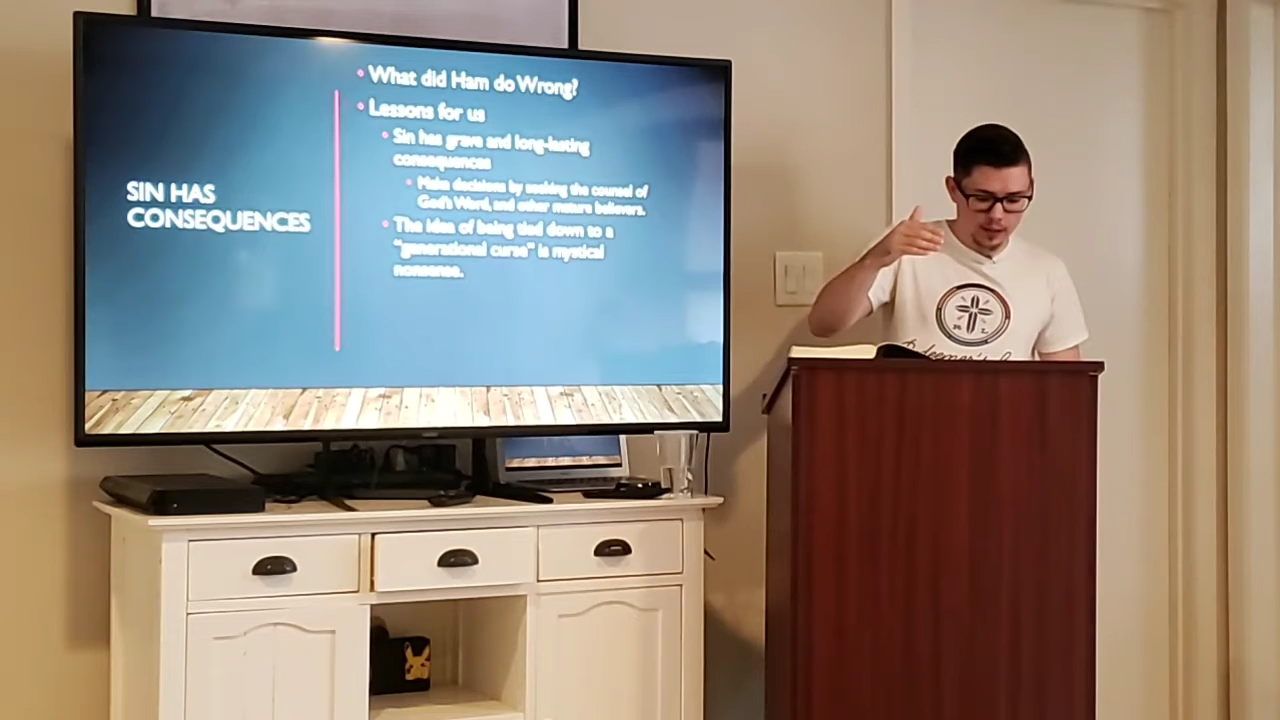 SIN HAS
CONSEQUENCES
What did Ham do Wrong?
Lessons for us
Sin has grave and long-lasting
consequences
Make decisions by seeking the counsel of
God's Word, and other mature believers.
The idea of being tied down to a
“generational curse” is mystical
nonsense.